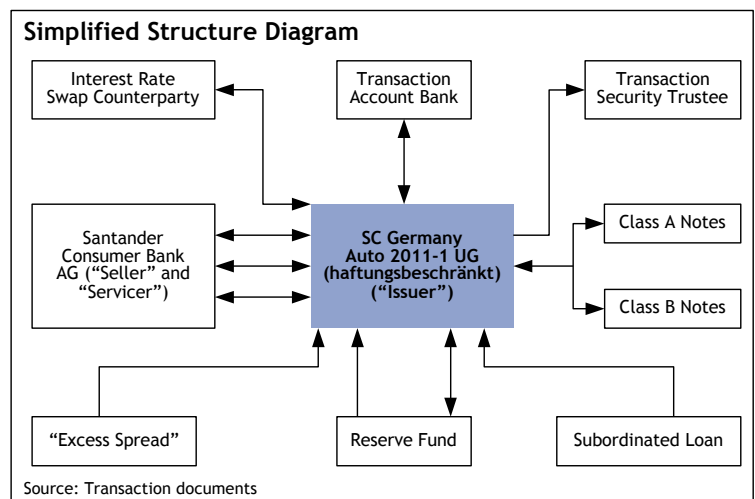 Simplified Structure Diagram
Interest Rate
Swap Counterparty
Transaction
Account Bank
Transaction
Security Trustee
Santander
Consumer Bank
AG (“Seller” and
“Servicer”)
SC Germany
Auto 2011-1 UG
(haftungsbeschränkt)
(“Issuer”)
Class A Notes
Class B Notes
“Excess Spread”
Reserve Fund
Subordinated Loan
Source: Transaction documents